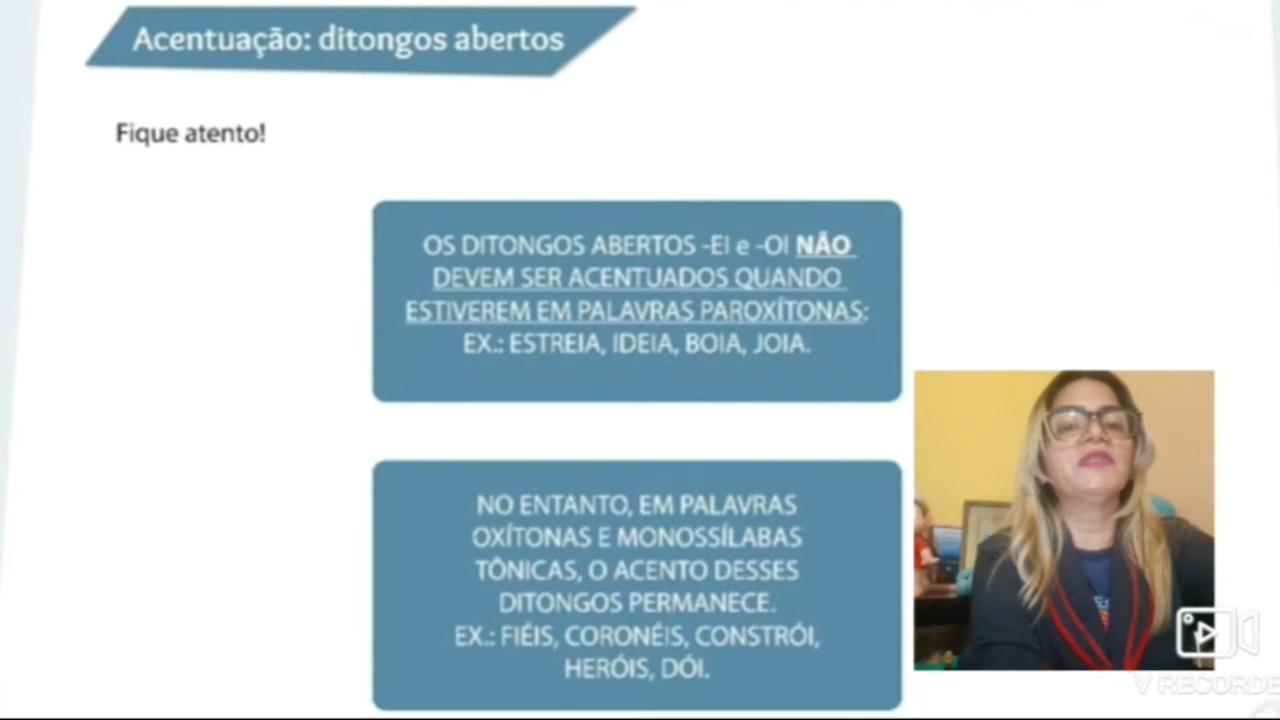 Acentuação: ditongos abertos
Fique atento!
OS DITONGOS ABERTOS -EI e -OI NÃO
DEVEM SER ACENTUADOS QUANDO
ESTIVEREM EM PALAVRAS PAROXÍTONAS:
EX.: ESTREIA, IDEIA, BOIA, JOIA.
NO ENTANTO, EM PALAVRAS
OXÍTONAS E MONOSSÍLABAS
TÔNICAS, O ACENTO DESSES
DITONGOS PERMANECE.
EX.: FIÉIS, CORONÉIS, CONSTRÓI,
HERÓIS, DÓI.
V RECORDE